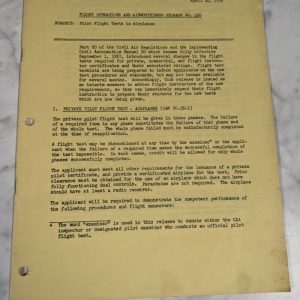 FLIGHT OPERATIONS AND AIRWORTHINESS RELEASE NO.
SUBJECT: Pilot Flight Tests in Airplanes
Part 20 of the Civil Air Regulations and the implementing
Civil Aeronautics Manual 20 which became fully effective
September 1, 1957, introduced several changes in the flight
tests required for private, commercial, and flight instruc-
tor certificates and their associated ratings. Flight test
booklets are being prepared to inform applicants on the new
test procedures and standards, but may not become available
for several months. Accordingly, this release is issued as
an interim measure to advise flight instructors of the test
requirements, so they can immediately expand their flight
instruction to prepare their students for the new tests
which are now being given.
I. PRIVATE PILOT FLIGHT TEST - AIRPLANE (CAM 20.36-1)
The private pilot flight test will be given in three phases. The failure
of a required item in any phase constitutes the failure of that phase and
of the whole test. The whole phase failed must be satisfactorily completed
at the time of reapplication.
A flight test may be discontinued at any time by the examiner* or the appli-
cant when the failure of a required item makes the successful completion of
the test impossible. In such cases, credit will be given for only whole
phases successfully completed.
The applicant must meet all other requirements for the issuance of a private
pilot certificate, and provide a certificated airplane for the test. Prior
clearance must be obtained for the use of an airplane which does not have
fully functioning dual controls. Parachutes are not required. The airplane
should have at least a radio receiver.
The applicant will be required to demonstrate the competent performance of
the following procedures and flight maneuvers:
* The word "examiner" is used in this release to denote either the CAA
inspector or designated pilot examiner who conducts an official pilot
flight test.